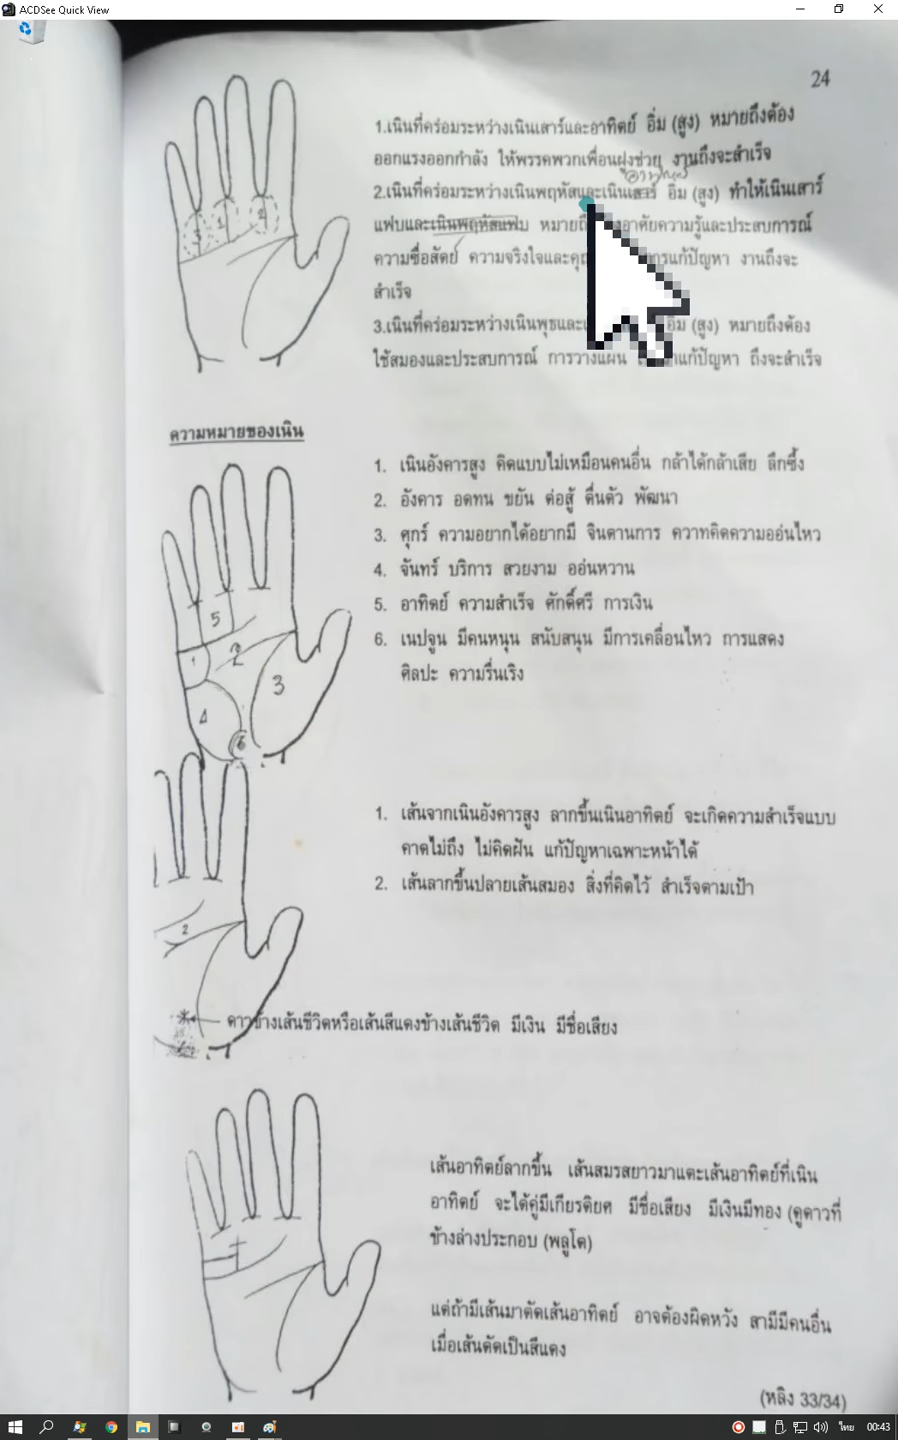 ACDSee Quick View
24
1.เนินที่คร่อมระหว่างเนินเสาร์และอาทิตย์ อิ่ม (สูง) หมายถึงต้อง
ออกแรงออกกำลัง ให้พรรคพวกเพื่อนฝูงช่วย งานถึงจะสำเร็จ
2.เนินที่คร่อมระหว่างเนินพฤหัสและเนินเสาร์ อิ่ม (สูง) ทำให้เนินเสาร์
แฟบและเนินพฤหัสแฟบ อาศัยความรู้และประสบการณ์
ความซื่อสัตย์ ความจริงใจและ การแก้ปัญหา งานถึงจะ
สำเร็จ
3.เนินที่คร่อมระหว่างเนินพุธและ อิ่ม (สูง) หมายถึงต้อง
ใช้สมองและประสบการณ์ การวางแผน แก้ปัญหา ถึงจะสำเร็จ
1
2
ความหมายของเนิน
1. เนินอังคารสูง คิดแบบไม่เหมือนคนอื่น กล้าได้กล้าเสีย ลึกซึ้ง
2. อังคาร อดทน ขยัน ต่อสู้ ตื่นตัว พัฒนา
3. ศุกร์ ความอยากได้อยากมี จินตานการ ควาทคิดความออ่นไหว
4. จันทร์ บริการ สวยงาม ออ่นหวาน
5. อาทิตย์ ความสำเร็จ ศักดิ์ศรี การเงิน
6. เนปจูน มีคนหนุน สนับสนุน มีการเคลื่อนไหว การแสดง
ศิลปะ ความรื่นเริง
5
1
2
3
4
6
1. เส้นจากเนินอังคารสูง ลากขึ้นเนินอาทิตย์ จะเกิดความสำเร็จแบบ
คาดไม่ถึง ไม่คิดฝัน แก้ปัญหาเฉพาะหน้าได้
2. เส้นลากขึ้นปลายเส้นสมอง สิ่งที่คิดไว้ สำเร็จตามเป้า
2
ดาวข้างเส้นชีวิตหรือเส้นสีแดงข้างเส้นชีวิต มีเงิน มีชื่อเสียง
เส้นอาทิตย์ลากขึ้น เส้นสมรสยาวมาแตะเส้นอาทิตย์ที่เนิน
อาทิตย์ จะได้คู่มีเกียรติยศ มีชื่อเสียง มีเงินมีทอง (ดูดาวที่
ข้างล่างประกอบ (พลูโต)
แต่ถ้ามีเส้นมาตัดเส้นอาทิตย์ อาจต้องผิดหวัง สามีมีคนอื่น
เมื่อเส้นตัดเป็นสีแดง
(หลิง 33/34)
ไทย
00:43